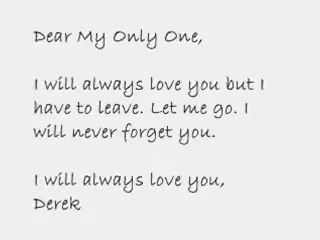 Dear My Only One,
I will always love you but I
have to leave. Let me go. I
will never forget you.
I will always love you,
Derek